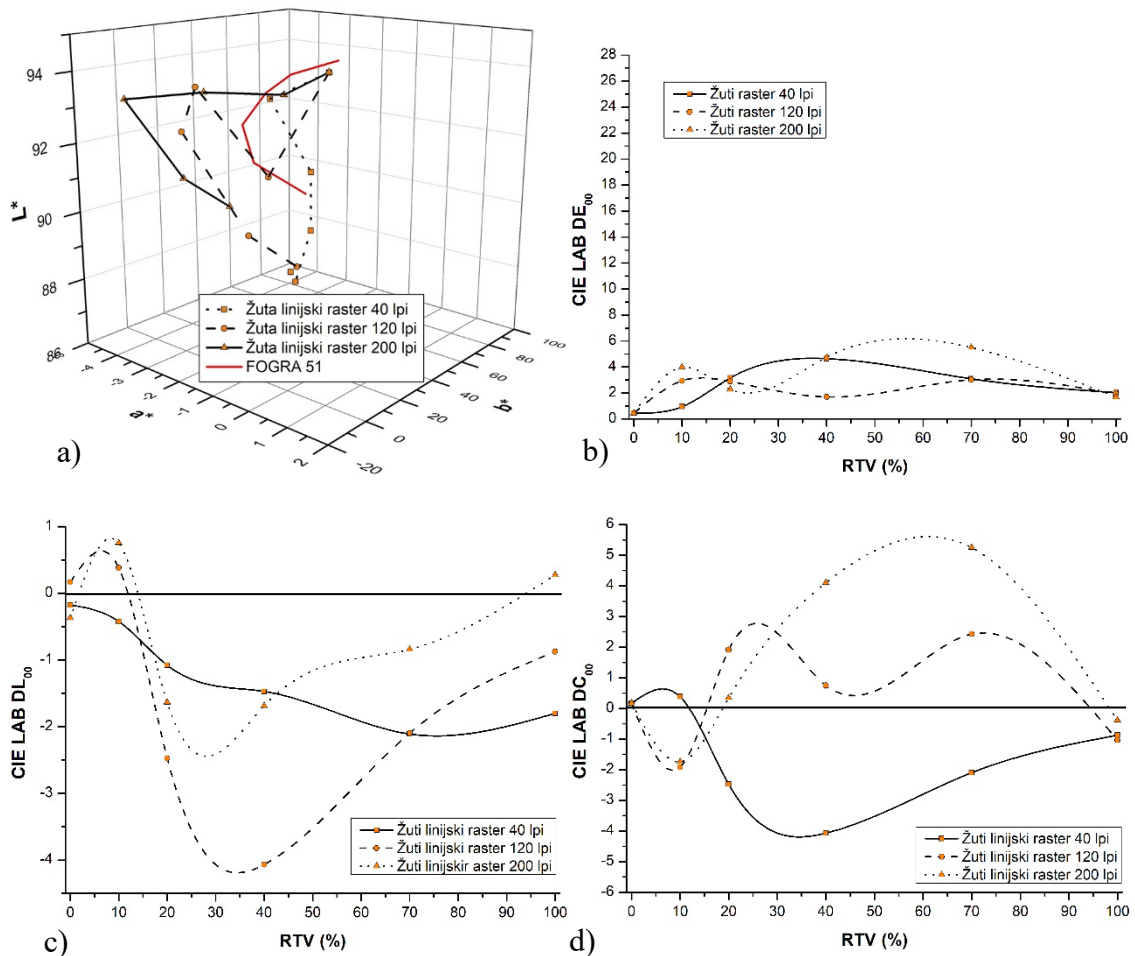 94
92
90
88
86
L*
-4
-3
-2
-1
0
1
2
a*
-20
0
20
40
60
80
100
b*
Žuta linijski raster 40 lpi
Žuta linijski raster 120 lpi
Žuta linijski raster 200 lpi
FOGRA 51
a)
28
26
24
22
20
18
16
14
12
10
8
6
4
2
0
CIE LAB DE00
Žuti raster 40 lpi
Žuti raster 120 lpi
Žuti raster 200 lpi
0 10 20 30 40 50 60 70 80 90 100
RTV (%)
b)
1
0
-1
-2
-3
-4
CIE LAB DL00
Žuti linijski raster 40 lpi
Žuti linijski raster 120 lpi
Žuti linijskir aster 200 lpi
0 10 20 30 40 50 60 70 80 90 100
RTV (%)
c)
6
5
4
3
2
1
0
-1
-2
-3
-4
-5
-6
CIE LAB DC00
Žuti linijski raster 40 lpi
Žuti linijski raster 120 lpi
Žuti linijski raster 200 lpi
0 10 20 30 40 50 60 70 80 90 100
RTV (%)
d)